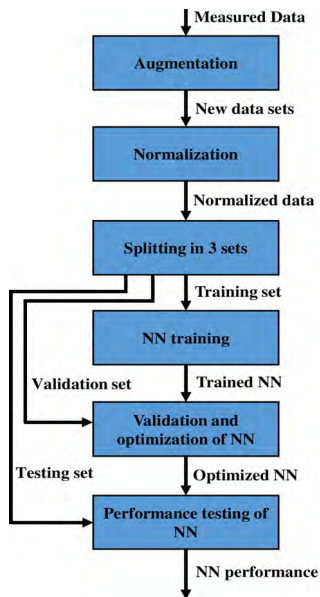 Measured Data
Augmentation
New data sets
Normalization
Normalized data
Splitting in 3 sets
Training set
NN training
Validation set
Trained NN
Validation and
optimization of NN
Testing set
Optimized NN
Performance testing of
NN
NN performance